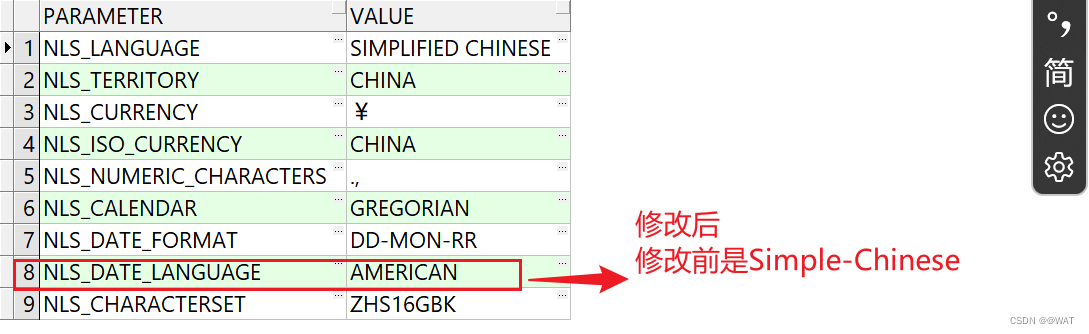 PARAMETER VALUE
1 NLS_LANGUAGE SIMPLIFIED CHINESE
2 NLS_TERRITORY CHINA
3 NLS_CURRENCY ￥
4 NLS_ISO_CURRENCY CHINA
5 NLS_NUMERIC_CHARACTERS .,
6 NLS_CALENDAR GREGORIAN
7 NLS_DATE_FORMAT DD-MON-RR
8 NLS_DATE_LANGUAGE AMERICAN
9 NLS_CHARACTERSET ZHS16GBK
修改后
修改前是Simple-Chinese
°,
简
CSDN @@WAT